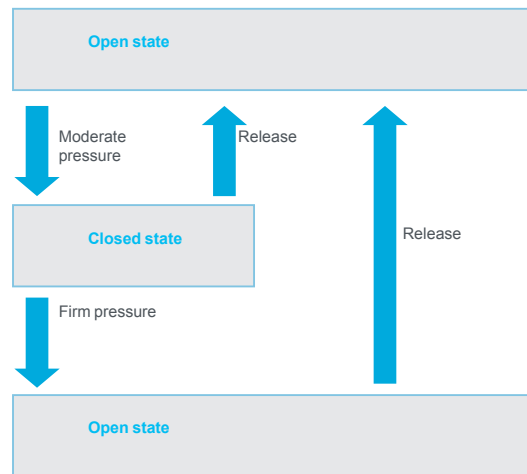 Open state
Moderate
pressure
Release
Closed state
Release
Firm pressure
Open state